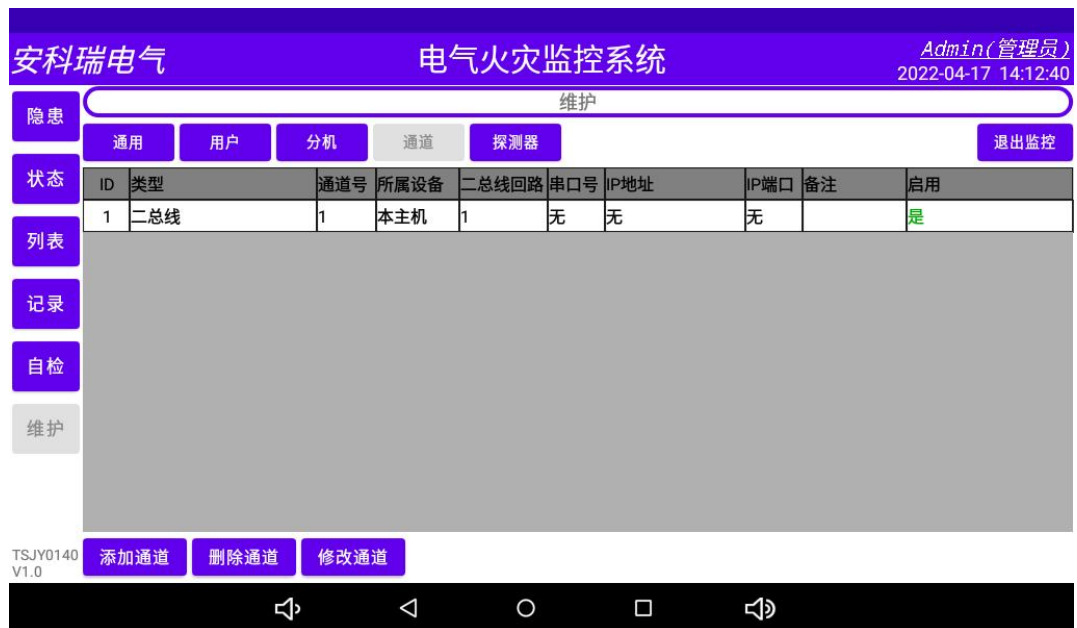 安科瑞电气 电气火灾监控系统 Admin(管理员)
2022-04-17 14:12:40
维护
隐患
通用 用户 分机 通道 探测器 退出监控
状态
ID 类型 通道号 所属设备 二总线回路 串口号 IP地址 IP端口 备注 启用
1 二总线 1 本主机 1 无 无 无 是
列表
记录
自检
维护
TSJY0140
V1.0
添加通道 删除通道 修改通道